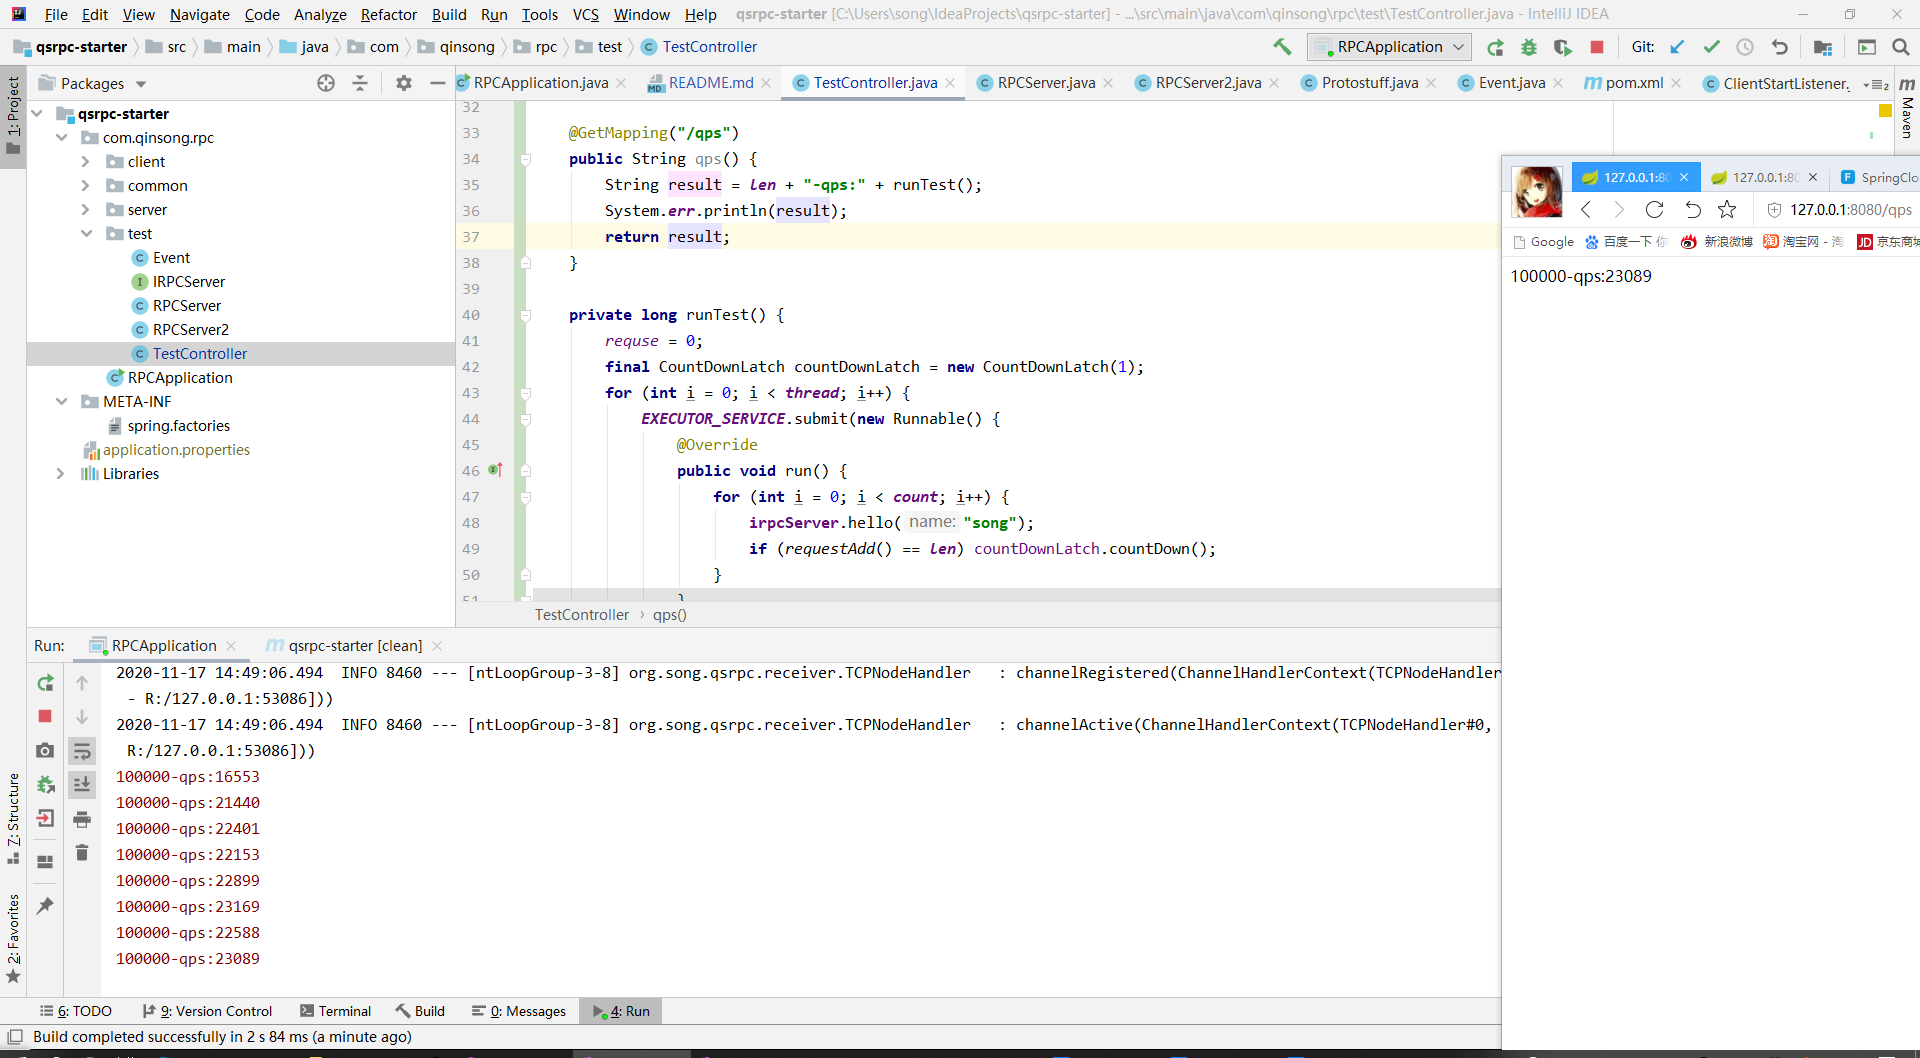 File Edit View Navigate Code Analyze Refactor Build Run Tools VCS Window Help qsrpc-starter [C:\Users\song\IdeaProjects\qsrpc-starter] - ...\src\main\java\com\qinsong\rpc\test\TestController.java - IntelliJ IDEA
qsrpc-starter src main java com qinsong rpc test TestController RPCApplication Git:
1: Project
Packages
RPCApplication.java README.md TestController.java RPCServer.java RPCServer2.java Protostuff.java Event.java pom.xml ClientStartListener.
Maven
qsrpc-starter
com.qinsong.rpc
client
common
server
test
Event
IRPCServer
RPCServer
RPCServer2
TestController
RPCApplication
META-INF
spring.factories
application.properties
Libraries
32
33 @GetMapping("/qps")
34 public String qps() {
35 String result = len + "-qps:" + runTest();
36 System.err.println(result);
37 return result;
38 }
39
40 private long runTest() {
41 requse = 0;
42 final CountDownLatch countDownLatch = new CountDownLatch(1);
43 for (int i = 0; i < thread; i++) {
44 EXECUTOR_SERVICE.submit(new Runnable() {
45 @Override
46 public void run() {
47 for (int i = 0; i < count; i++) {
48 irpcServer.hello( name: "song");
49 if (requestAdd() == len) countDownLatch.countDown();
50 }
51 }
TestController › qps()
127.0.0.1:80 127.0.0.1:80 SpringClo
127.0.0.1:8080/qps
Google 百度一下 你 新浪微博 淘宝网 - 淘 JD 京东商城
100000-qps:23089
Run: RPCApplication qsrpc-starter [clean]
2020-11-17 14:49:06.494 INFO 8460 --- [ntLoopGroup-3-8] org.song.qsrpc.receiver.TCPNodeHandler : channelRegistered(ChannelHandlerContext(TCPNodeHandler
- R:/127.0.0.1:53086]))
2020-11-17 14:49:06.494 INFO 8460 --- [ntLoopGroup-3-8] org.song.qsrpc.receiver.TCPNodeHandler : channelActive(ChannelHandlerContext(TCPNodeHandler#0,
R:/127.0.0.1:53086]))
100000-qps:16553
100000-qps:21440
100000-qps:22401
100000-qps:22153
100000-qps:22899
100000-qps:23169
100000-qps:22588
100000-qps:23089
7: Structure
2: Favorites
6: TODO 9: Version Control Terminal Build 0: Messages 4: Run
Build completed successfully in 2 s 84 ms (a minute ago)